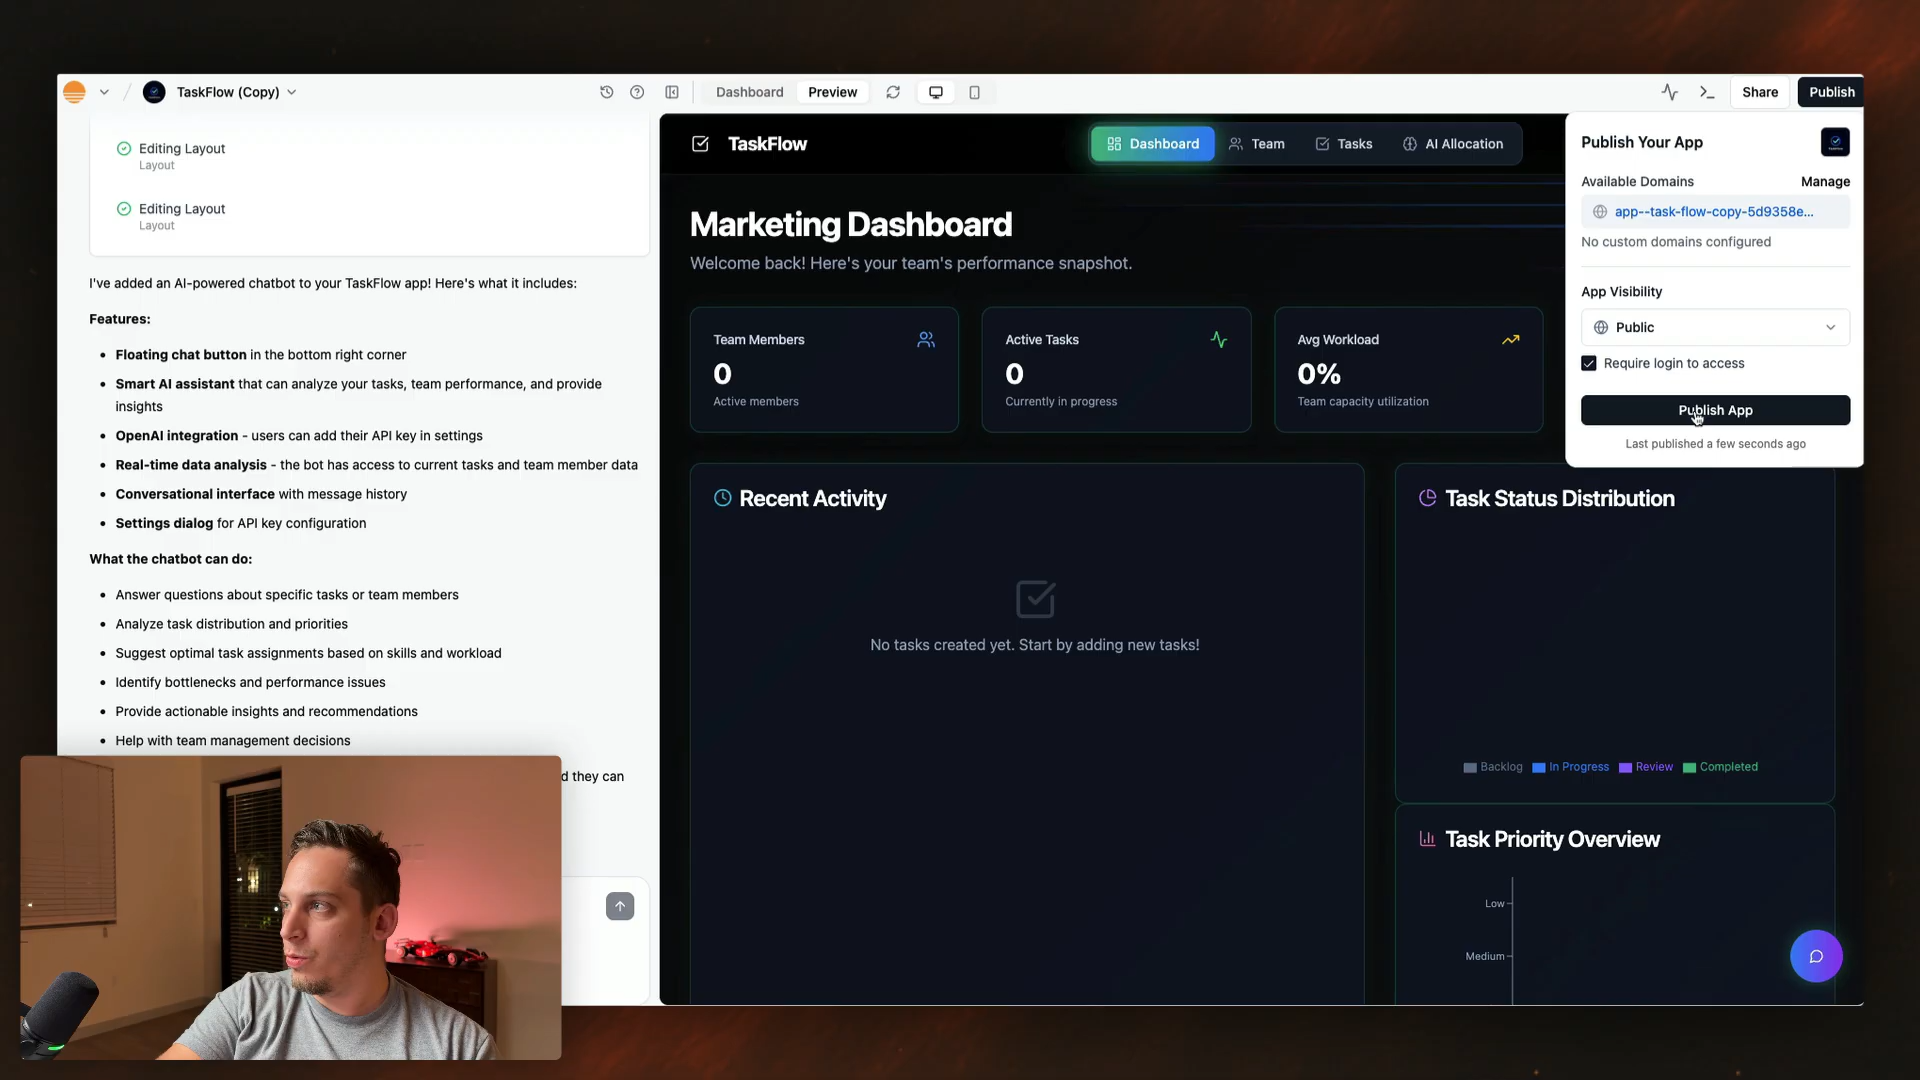 TaskFlow (Copy)
Dashboard
Preview
Share
Publish
Editing Layout
Layout
Editing Layout
Layout
I've added an AI-powered chatbot to your TaskFlow app! Here's what it includes:
Features:
Floating chat button in the bottom right corner
Smart AI assistant that can analyze your tasks, team performance, and provide
insights
OpenAI integration - users can add their API key in settings
Real-time data analysis - the bot has access to current tasks and team member data
Conversational interface with message history
Settings dialog for API key configuration
What the chatbot can do:
Answer questions about specific tasks or team members
Analyze task distribution and priorities
Suggest optimal task assignments based on skills and workload
Identify bottlenecks and performance issues
Provide actionable insights and recommendations
Help with team management decisions
d they can
TaskFlow
Dashboard
Team
Tasks
AI Allocation
Marketing Dashboard
Welcome back! Here's your team's performance snapshot.
Team Members
0
Active members
Active Tasks
0
Currently in progress
Avg Workload
0%
Team capacity utilization
Recent Activity
No tasks created yet. Start by adding new tasks!
Task Status Distribution
Backlog
In Progress
Review
Completed
Task Priority Overview
Low
Medium
Publish Your App
Available Domains
Manage
app--task-flow-copy-5d9358e...
No custom domains configured
App Visibility
Public
Require login to access
Publish App
Last published a few seconds ago